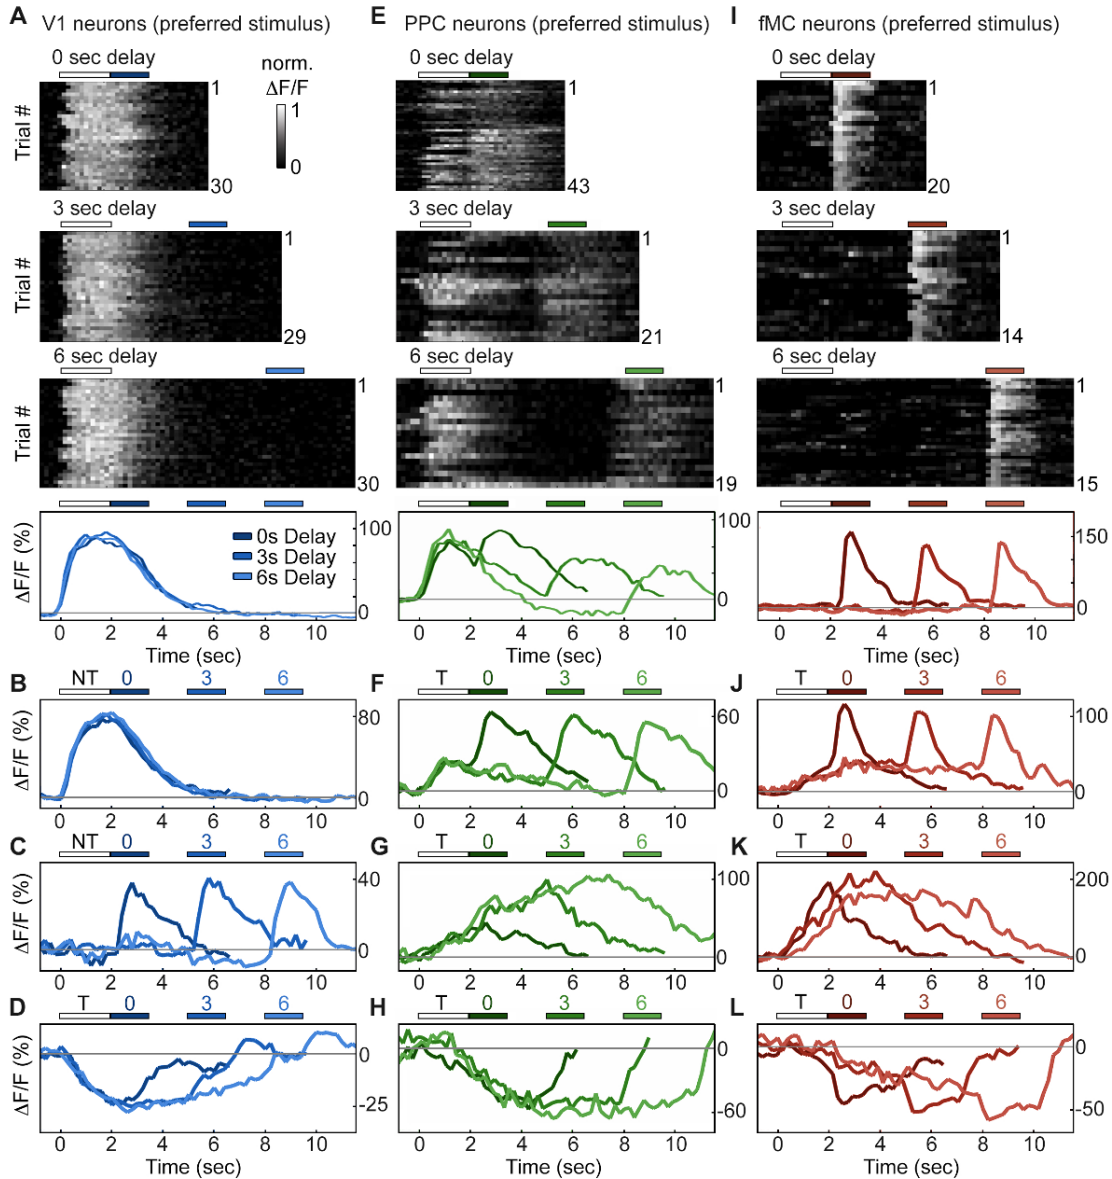 A V1 neurons (preferred stimulus)
0 sec delay
norm.
ΔF/F
1
0
Trial #
1
30
3 sec delay
Trial #
1
29
6 sec delay
Trial #
1
30
ΔF/F (%)
100
0
0s Delay
3s Delay
6s Delay
0 2 4 6 8 10
Time (sec)
B NT 0 3 6
ΔF/F (%)
80
0
0 2 4 6 8 10
C NT 0 3 6
ΔF/F (%)
40
0
0 2 4 6 8 10
D T 0 3 6
ΔF/F (%)
0
-25
0 2 4 6 8 10
Time (sec)
E PPC neurons (preferred stimulus)
0 sec delay
1
43
3 sec delay
1
21
6 sec delay
1
19
100
0
0 2 4 6 8 10
Time (sec)
F T 0 3 6
60
0
0 2 4 6 8 10
G T 0 3 6
100
0
0 2 4 6 8 10
H T 0 3 6
0
-60
0 2 4 6 8 10
Time (sec)
I fMC neurons (preferred stimulus)
0 sec delay
1
20
3 sec delay
1
14
6 sec delay
1
15
150
0
0 2 4 6 8 10
Time (sec)
J T 0 3 6
100
0
0 2 4 6 8 10
K T 0 3 6
200
0
0 2 4 6 8 10
L T 0 3 6
0
-50
0 2 4 6 8 10
Time (sec)